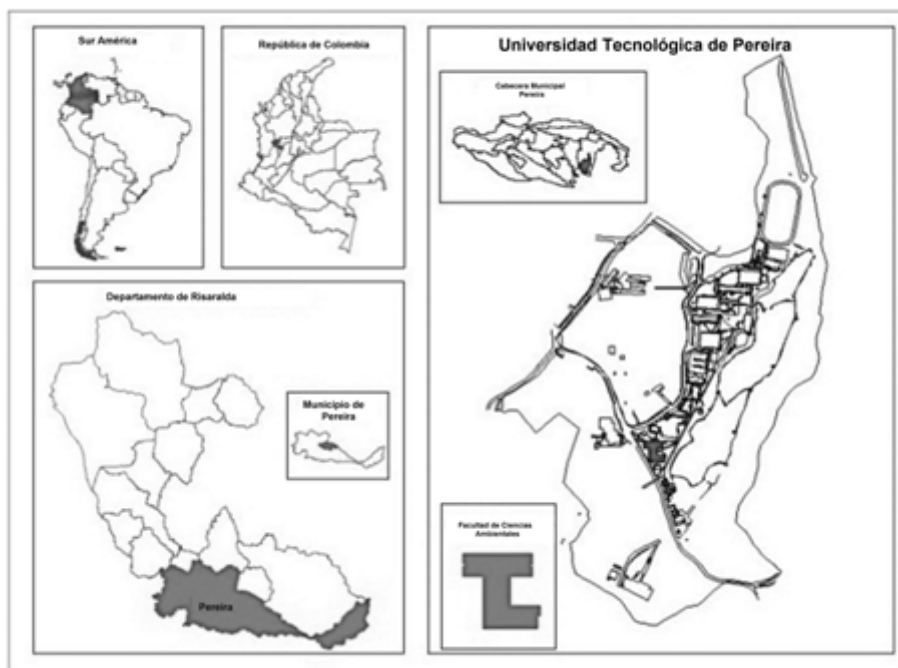 Sur América
República de Colombia
Universidad Tecnológica de Pereira
Cabecera Municipal
Pereira
Departamento de Risaralda
Municipio de
Pereira
Pereira
Facultad de Ciencias
Ambientales